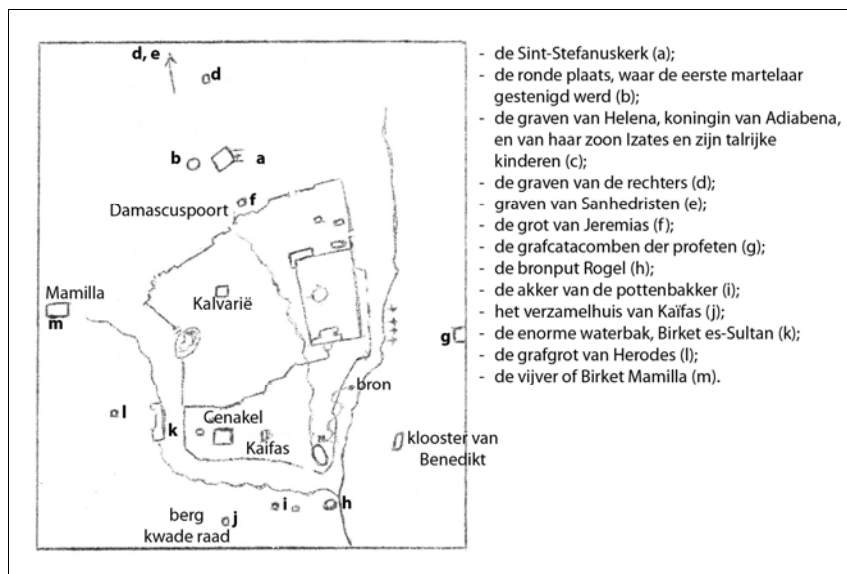 d, e
d
b
a
f
Damascuspoort
Mamilla
m
Kalvarië
g
bron
l
k
Cenakel
Kaïfas
klooster van
Benedikt
i
h
berg
j
kwade raad
- de Sint-Stefanuskerk (a);
- de ronde plaats, waar de eerste martelaar
gestenigd werd (b);
- de graven van Helena, koningin van Adiabena,
en van haar zoon Izates en zijn talrijke
kinderen (c);
- de graven van de rechters (d);
- graven van Sanhedristen (e);
- de grot van Jeremias (f);
- de grafcatacomben der profeten (g);
- de bronput Rogel (h);
- de akker van de pottenbakker (i);
- het verzamelhuis van Kaïfas (j);
- de enorme waterbak, Birket es-Sultan (k);
- de grafgrot van Herodes (l);
- de vijver of Birket Mamilla (m).